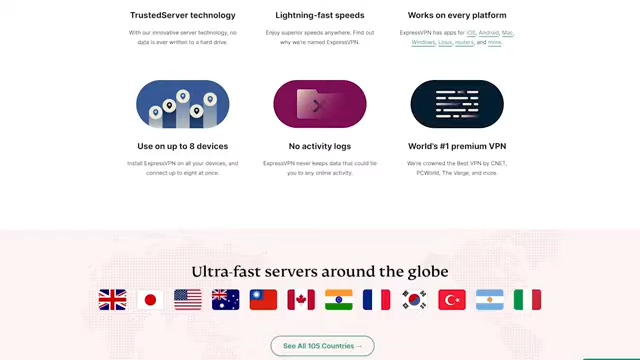 TrustedServer technology
With our innovative server technology, no
data is ever written to a hard drive.
Lightning-fast speeds
Enjoy superior speeds anywhere. Find out
why we're named ExpressVPN.
Works on every platform
ExpressVPN has apps for iOS, Android, Mac,
Windows, Linux, routers, and more.
Use on up to 8 devices
Install ExpressVPN on all your devices, and
connect up to eight at once.
No activity logs
ExpressVPN never keeps data that could tie
you to any online activity.
World's #1 premium VPN
We're crowned the Best VPN by CNET,
PCWorld, The Verge, and more.
Ultra-fast servers around the globe
See All 105 Countries →